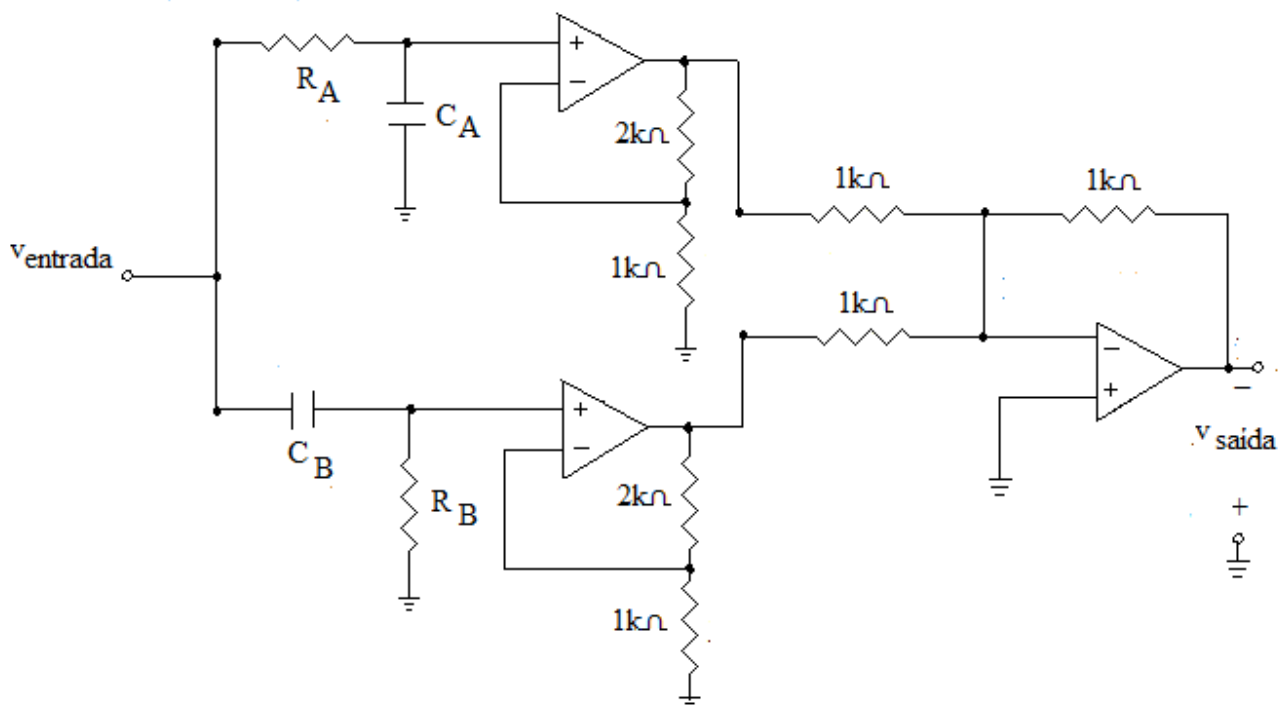 +
−
R_A
C_A
2kΩ
1kΩ
1kΩ
1kΩ
v_entrada
1kΩ
−
+
−
+
−
v_saída
+
C_B
R_B
2kΩ
1kΩ